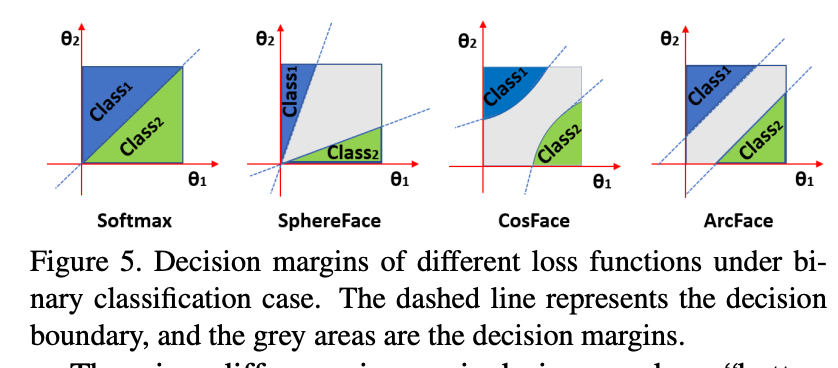 θ2 θ2 θ2 θ2
Class1 Class1 Class1 Class1
Class2 Class2 Class2 Class2
θ1 θ1 θ1 θ1
Softmax SphereFace CosFace ArcFace
Figure 5. Decision margins of different loss functions under bi-
nary classification case. The dashed line represents the decision
boundary, and the grey areas are the decision margins.